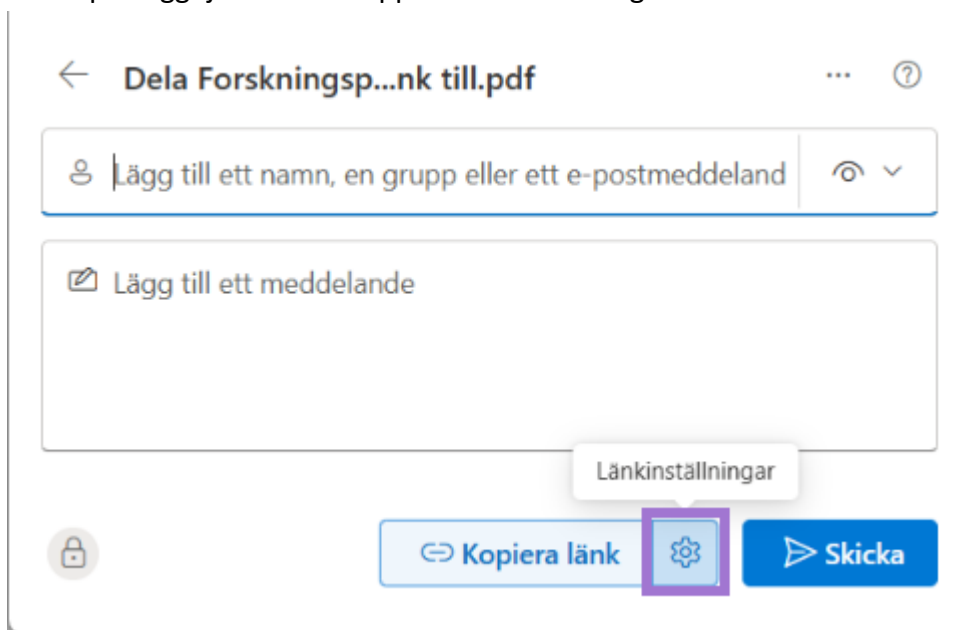 Dela Forskningsp...nk till.pdf
Lägg till ett namn, en grupp eller ett e-postmeddeland
Lägg till ett meddelande
Länkinställningar
Kopiera länk
Skicka